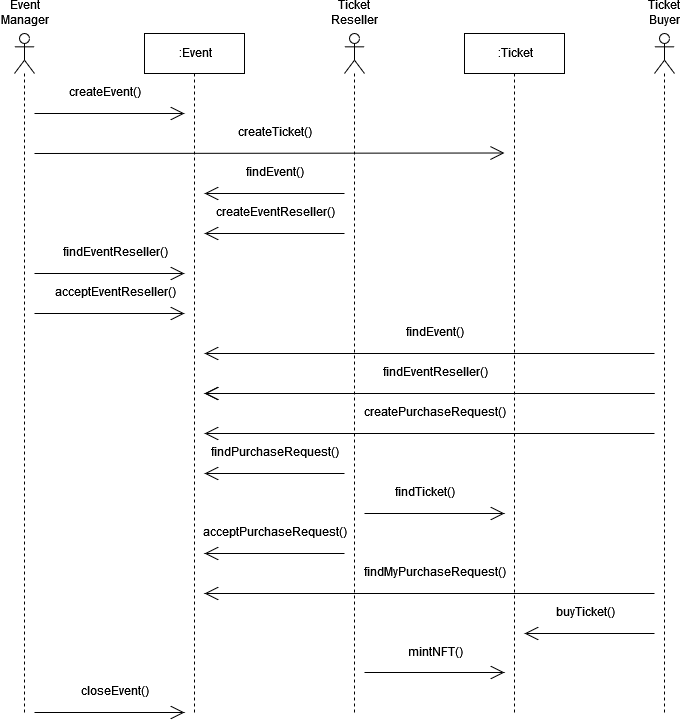 Event
Manager
:Event
Ticket
Reseller
:Ticket
Ticket
Buyer
createEvent()
createTicket()
findEvent()
createEventReseller()
findEventReseller()
acceptEventReseller()
findEvent()
findEventReseller()
createPurchaseRequest()
findPurchaseRequest()
findTicket()
acceptPurchaseRequest()
findMyPurchaseRequest()
buyTicket()
mintNFT()
closeEvent()